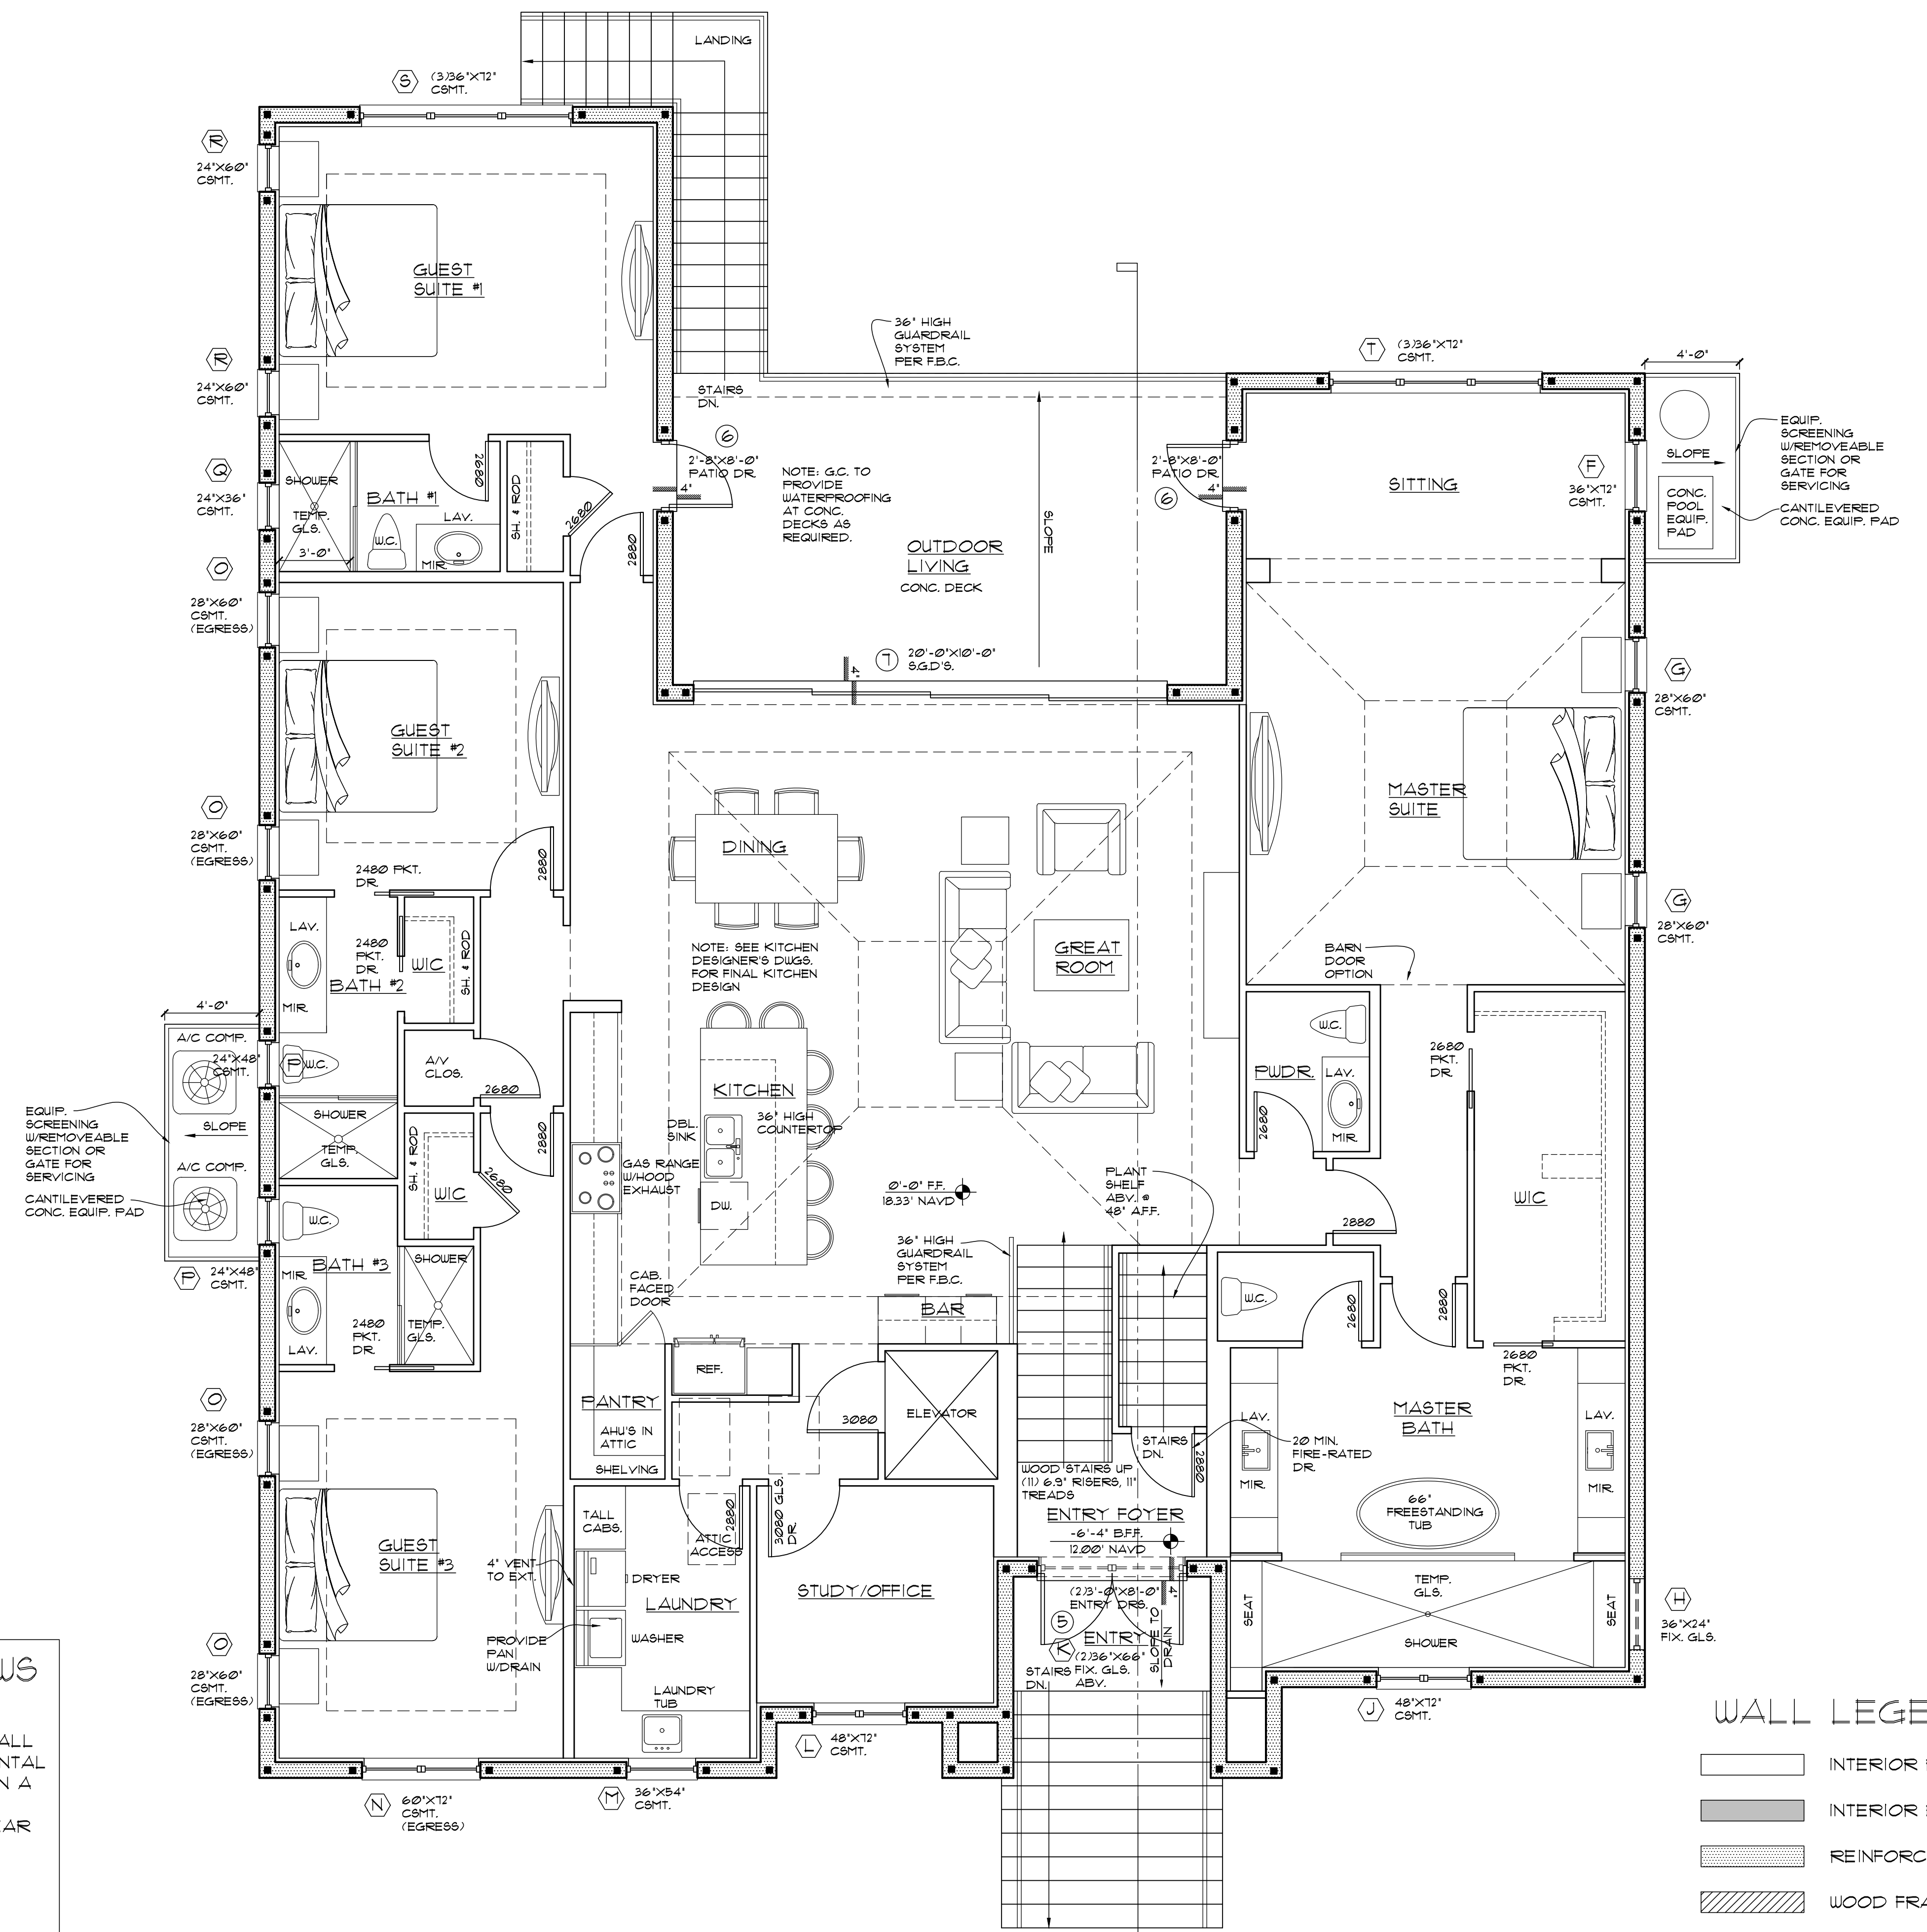 LANDING
S
(3)36"X72"
CSMT.
R
24"X60"
CSMT.
GUEST
SUITE #1
36" HIGH
GUARDRAIL
SYSTEM
PER F.B.C.
T
(3)36"X72"
CSMT.
4'-0"
R
24"X60"
CSMT.
STAIRS
DN.
EQUIP.
SCREENING
W/REMOVEABLE
SECTION OR
GATE FOR
SERVICING
SLOPE
CONC.
POOL
EQUIP.
PAD
CANTILEVERED
CONC. EQUIP. PAD
6
2'-8"X8'-0"
PATIO DR.
4"
NOTE: G.C. TO
PROVIDE
WATERPROOFING
AT CONC.
DECKS AS
REQUIRED.
SLOPE
2'-8"X8'-0"
PATIO DR.
4"
6
SITTING
F
36"X72"
CSMT.
Q
24"X36"
CSMT.
SHOWER
TEMP.
GLS.
3'-0"
BATH #1
2680
W.C.
LAV.
MIR.
SH. & ROD
2680
2880
OUTDOOR
LIVING
CONC. DECK
O
28"X60"
CSMT.
(EGRESS)
7
20'-0"X10'-0"
S.G.D'S.
4"
G
28"X60"
CSMT.
GUEST
SUITE #2
MASTER
SUITE
O
28"X60"
CSMT.
(EGRESS)
DINING
2480 PKT.
DR.
2880
G
28"X60"
CSMT.
LAV.
2480
PKT.
DR.
WIC
SH. & ROD
BATH #2
MIR.
NOTE: SEE KITCHEN
DESIGNER'S DWGS.
FOR FINAL KITCHEN
DESIGN
GREAT
ROOM
BARN
DOOR
OPTION
4'-0"
A/C COMP.
24"X48"
CSMT.
P
W.C.
A/V
CLOS.
2680
KITCHEN
W.C.
PWDR.
LAV.
MIR.
2680
2680
PKT.
DR.
EQUIP.
SCREENING
W/REMOVEABLE
SECTION OR
GATE FOR
SERVICING
SLOPE
A/C COMP.
CANTILEVERED
CONC. EQUIP. PAD
SHOWER
TEMP.
GLS.
2880
SH. & ROD
WIC
2680
DBL.
SINK
36" HIGH
COUNTERTOP
GAS RANGE
W/HOOD
EXHAUST
DW.
0'-0" F.F.
18.33' NAVD
PLANT
SHELF
ABV. @
48" A.F.F.
WIC
2880
W.C.
P
24"X48"
CSMT.
BATH #3
MIR.
SHOWER
TEMP.
GLS.
LAV.
2480
PKT.
DR.
36" HIGH
GUARDRAIL
SYSTEM
PER F.B.C.
CAB.
FACED
DOOR
BAR
W.C.
2680
2880
2680
PKT.
DR.
REF.
PANTRY
AHU'S IN
ATTIC
SHELVING
3080
ELEVATOR
STAIRS
DN.
2880
20 MIN.
FIRE-RATED
DR.
MASTER
BATH
LAV.
MIR.
LAV.
MIR.
66"
FREESTANDING
TUB
O
28"X60"
CSMT.
(EGRESS)
WOOD STAIRS UP
(11) 6.9" RISERS, 11"
TREADS
ENTRY FOYER
-6'-4" B.F.F.
12.00' NAVD
TALL
CABS.
2880
ATTIC
ACCESS
3080 GLS.
DR.
GUEST
SUITE #3
4" VENT
TO EXT.
DRYER
LAUNDRY
WASHER
PROVIDE
PAN
W/DRAIN
LAUNDRY
TUB
STUDY/OFFICE
(2)3'-0"X8'-0"
ENTRY DRS.
4"
5
ENTRY
K
(2)36"X66"
FIX. GLS.
ABV.
STAIRS
DN.
SLOPE TO
DRAIN
SEAT
TEMP.
GLS.
SHOWER
SEAT
H
36"X24"
FIX. GLS.
O
28"X60"
CSMT.
(EGRESS)
J
48"X72"
CSMT.
L
48"X72"
CSMT.
N
60"X72"
CSMT.
(EGRESS)
M
36"X54"
CSMT.
WALL LEGE
INTERIOR
INTERIOR
REINFORC
WOOD FRA
WS
ALL
NTAL
N A
EAR